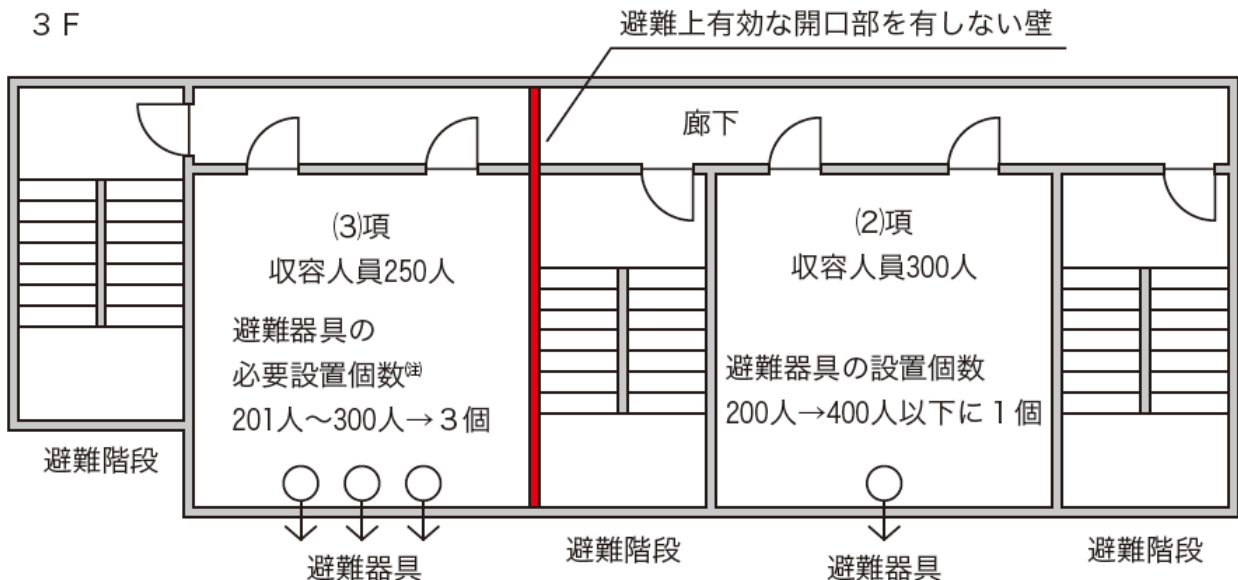 ３Ｆ
避難上有効な開口部を有しない壁
廊下
⑶項
収容人員250人
避難器具の
必要設置個数㊟
201人～300人→３個
⑵項
収容人員300人
避難器具の設置個数
200人→400人以下に１個
避難階段
避難器具
避難階段
避難器具
避難階段